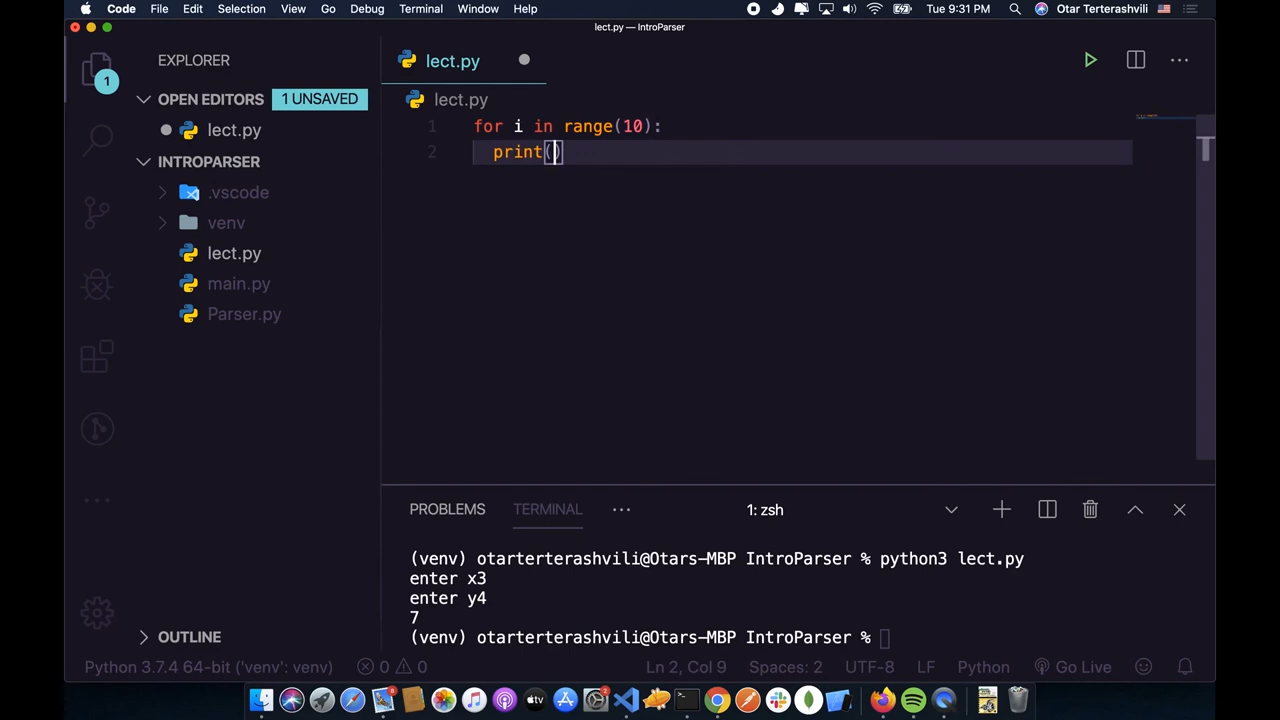 Code File Edit Selection View Go Debug Terminal Window Help Tue 9:31 PM Otar Terterashvili
lect.py — IntroParser
EXPLORER
OPEN EDITORS 1 UNSAVED
lect.py
INTROPARSER
.vscode
venv
lect.py
main.py
Parser.py
OUTLINE
1
lect.py
lect.py
1 for i in range(10):
2 print()
PROBLEMS TERMINAL 1: zsh
(venv) otarterterashvili@Otars-MBP IntroParser % python3 lect.py
enter x3
enter y4
7
(venv) otarterterashvili@Otars-MBP IntroParser %
Python 3.7.4 64-bit ('venv': venv) 0 0 Ln 2, Col 9 Spaces: 2 UTF-8 LF Python Go Live